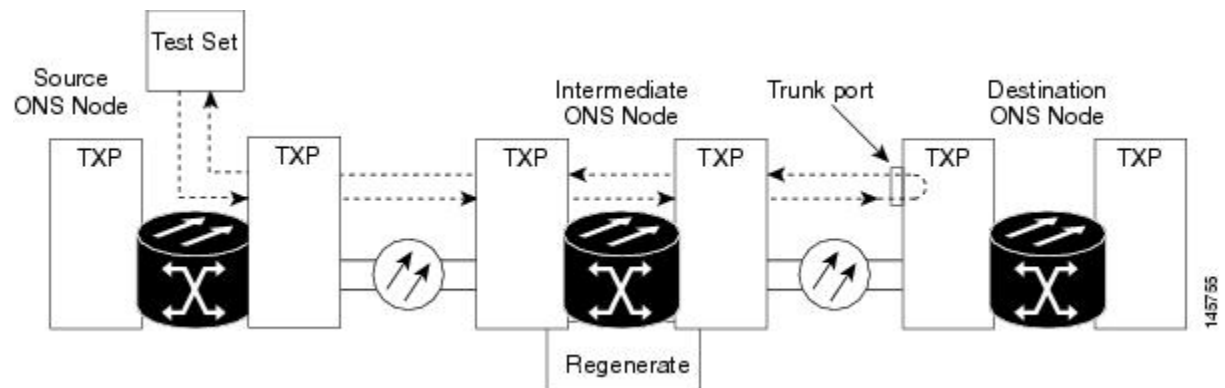 Test Set
Source
ONS Node
Intermediate
ONS Node
Trunk port
Destination
ONS Node
TXP
TXP
TXP
TXP
TXP
TXP
Regenerate
145755